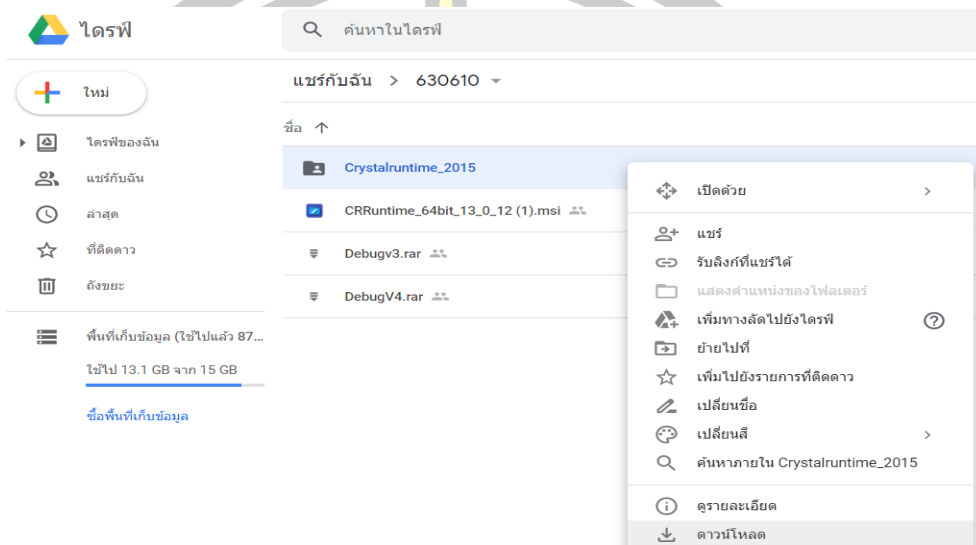 ไดรฟ์
ค้นหาในไดรฟ์
ใหม่
ไดรฟ์ของฉัน
แชร์กับฉัน
ล่าสุด
ที่ติดดาว
ถังขยะ
พื้นที่เก็บข้อมูล (ใช้ไปแล้ว 87...
ใช้ไป 13.1 GB จาก 15 GB
ซื้อพื้นที่เก็บข้อมูล
แชร์กับฉัน > 630610
ชื่อ ↑
Crystalruntime_2015
CRRuntime_64bit_13_0_12 (1).msi
Debugv3.rar
DebugV4.rar
เปิดด้วย >
แชร์
รับลิงก์ที่แชร์ได้
แสดงตำแหน่งของโฟลเดอร์
เพิ่มทางลัดไปยังไดรฟ์
ย้ายไปที่
เพิ่มไปยังรายการที่ติดดาว
เปลี่ยนชื่อ
เปลี่ยนสี >
ค้นหาภายใน Crystalruntime_2015
ดูรายละเอียด
ดาวน์โหลด